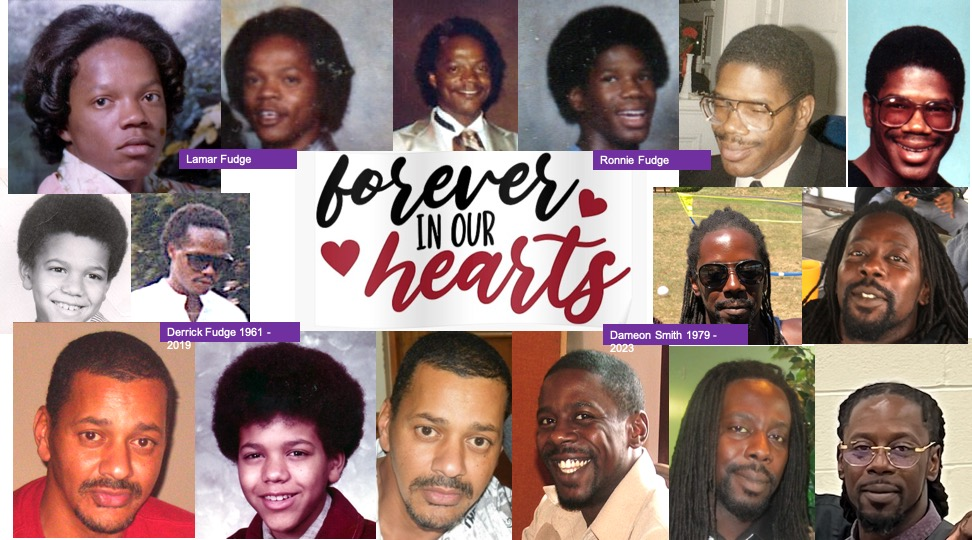 Lamar Fudge
Ronnie Fudge
forever
IN OUR
hearts
Derrick Fudge 1961 -
2019
Dameon Smith 1979 -
2023